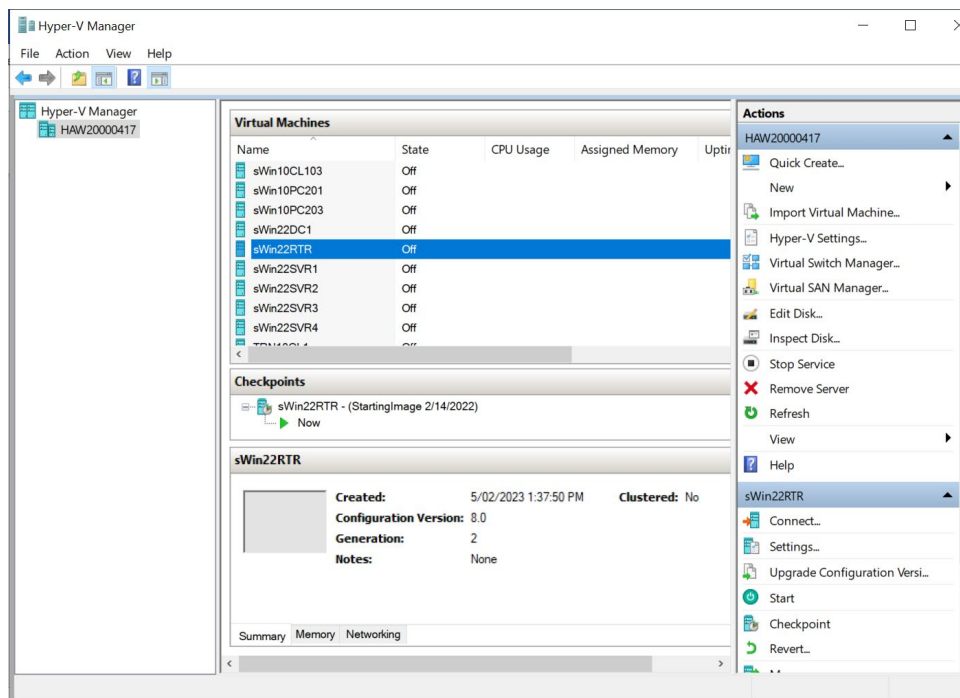 Hyper-V Manager
File Action View Help
Hyper-V Manager
HAW20000417
Virtual Machines
Name State CPU Usage Assigned Memory
sWin10CL103 Off
sWin10PC201 Off
sWin10PC203 Off
sWin22DC1 Off
sWin22RTR Off
sWin22SVR1 Off
sWin22SVR2 Off
sWin22SVR3 Off
sWin22SVR4 Off
Checkpoints
sWin22RTR - (StartingImage 2/14/2022)
Now
sWin22RTR
Created: 5/02/2023 1:37:50 PM Clustered: No
Configuration Version: 8.0
Generation: 2
Notes: None
Summary Memory Networking
Actions
HAW20000417
Quick Create...
New
Import Virtual Machine...
Hyper-V Settings...
Virtual Switch Manager...
Virtual SAN Manager...
Edit Disk...
Inspect Disk...
Stop Service
Remove Server
Refresh
View
Help
sWin22RTR
Connect...
Settings...
Upgrade Configuration Versi...
Start
Checkpoint
Revert...